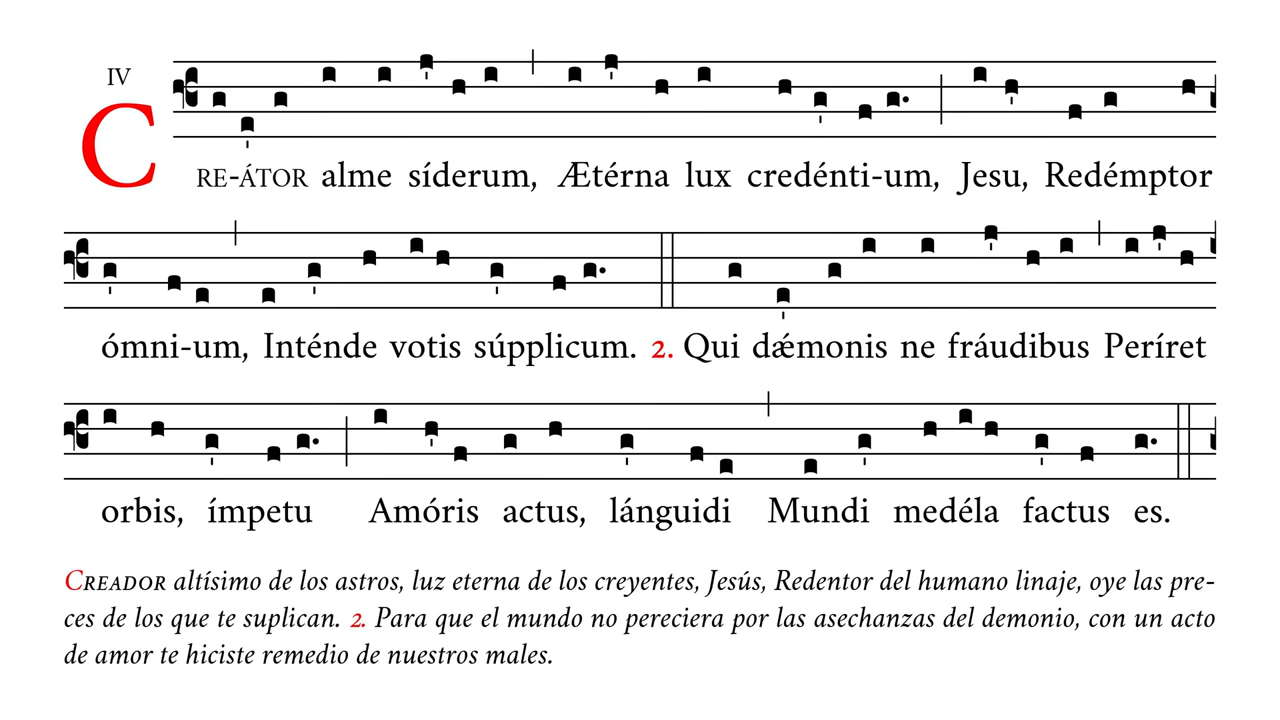 IV
CRE-ÁTOR alme síderum, Ætérna lux credénti-um, Jesu, Redémptor
ómni-um, Inténde votis súpplicum. 2. Qui dǽmonis ne fráudibus Períret
orbis, ímpetu Amóris actus, lánguidi Mundi medéla factus es.
CREADOR altísimo de los astros, luz eterna de los creyentes, Jesús, Redentor del humano linaje, oye las pre-
ces de los que te suplican. 2. Para que el mundo no pereciera por las asechanzas del demonio, con un acto
de amor te hiciste remedio de nuestros males.